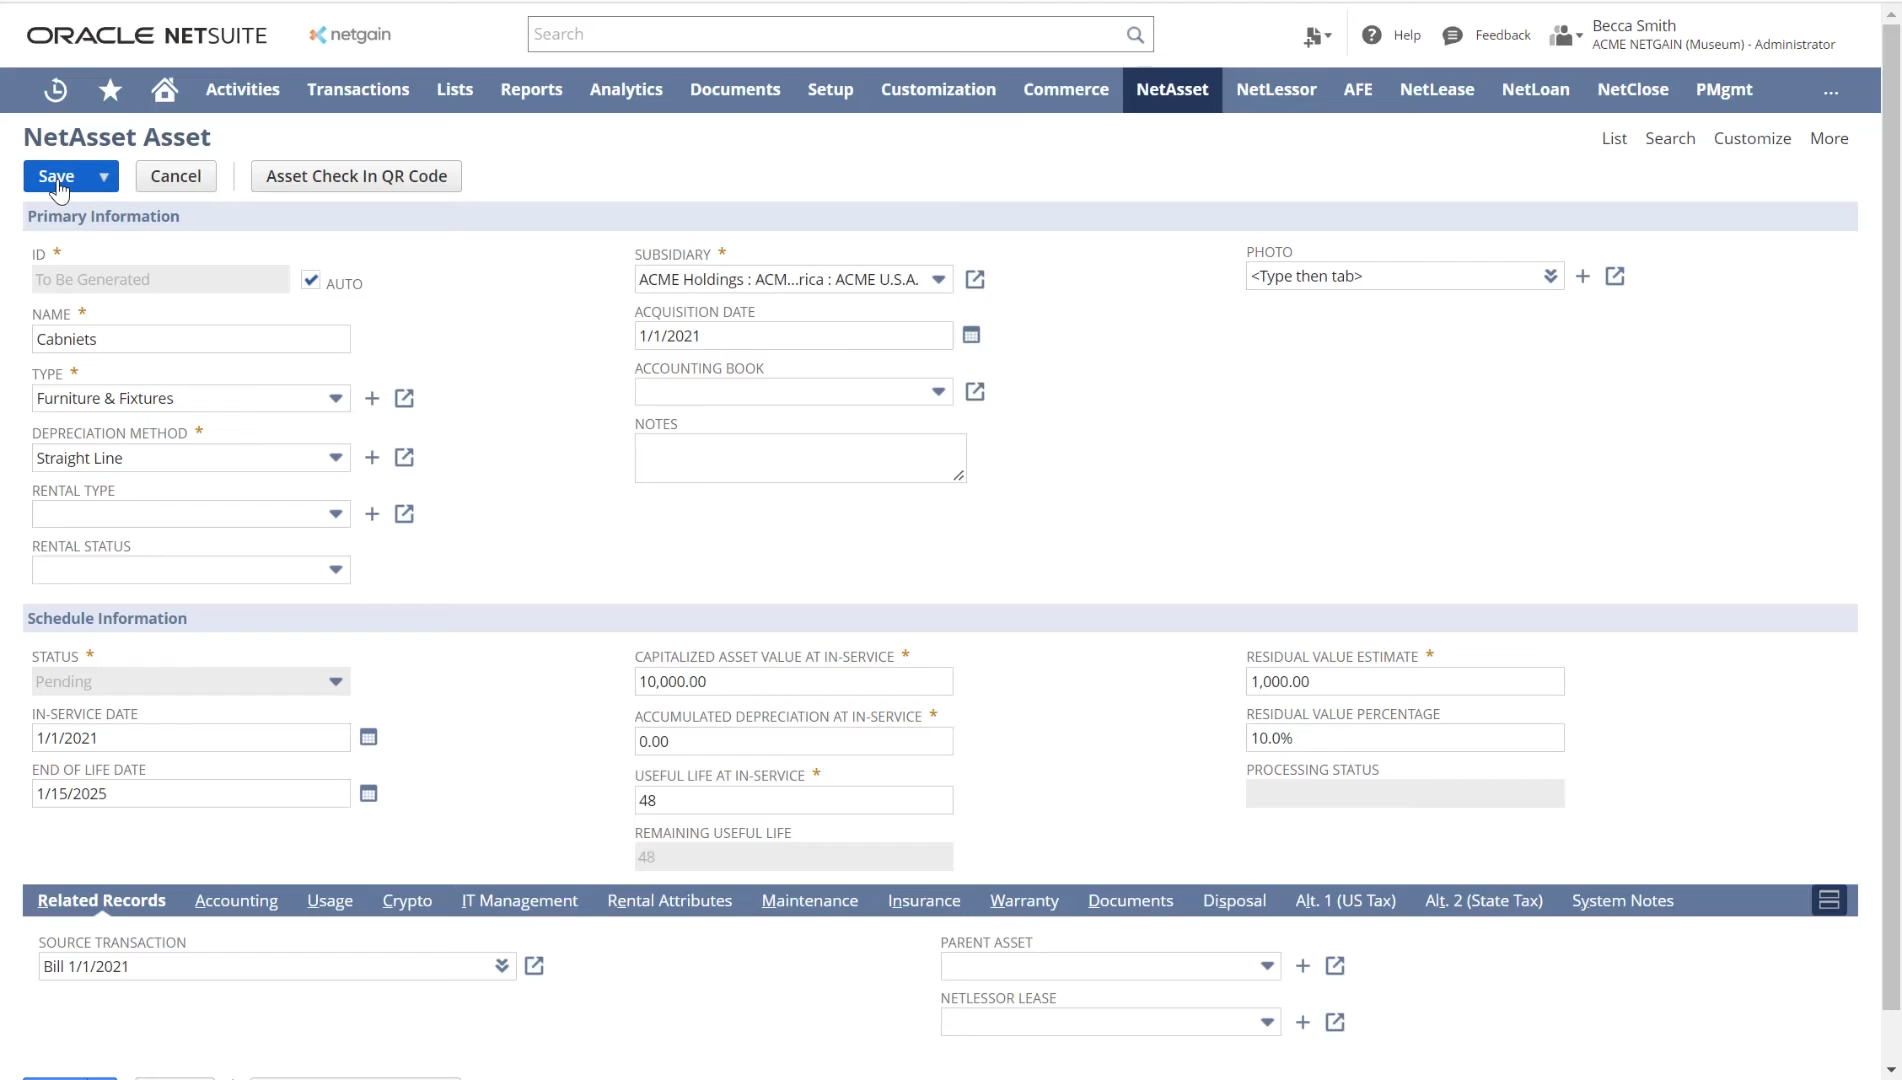 ORACLE NETSUITE
netgain
Search
Help
Feedback
Becca Smith
ACME NETGAIN (Museum) - Administrator
Activities
Transactions
Lists
Reports
Analytics
Documents
Setup
Customization
Commerce
NetAsset
NetLessor
AFE
NetLease
NetLoan
NetClose
PMgmt
...
NetAsset Asset
List
Search
Customize
More
Save
Cancel
Asset Check In QR Code
Primary Information
ID *
To Be Generated
AUTO
NAME *
Cabniets
TYPE *
Furniture & Fixtures
DEPRECIATION METHOD *
Straight Line
RENTAL TYPE
RENTAL STATUS
SUBSIDIARY *
ACME Holdings : ACM...rica : ACME U.S.A.
ACQUISITION DATE
1/1/2021
ACCOUNTING BOOK
NOTES
PHOTO
<Type then tab>
Schedule Information
STATUS *
Pending
IN-SERVICE DATE
1/1/2021
END OF LIFE DATE
1/15/2025
CAPITALIZED ASSET VALUE AT IN-SERVICE *
10,000.00
ACCUMULATED DEPRECIATION AT IN-SERVICE *
0.00
USEFUL LIFE AT IN-SERVICE *
48
REMAINING USEFUL LIFE
48
RESIDUAL VALUE ESTIMATE *
1,000.00
RESIDUAL VALUE PERCENTAGE
10.0%
PROCESSING STATUS
Related Records
Accounting
Usage
Crypto
IT Management
Rental Attributes
Maintenance
Insurance
Warranty
Documents
Disposal
Alt. 1 (US Tax)
Alt. 2 (State Tax)
System Notes
SOURCE TRANSACTION
Bill 1/1/2021
PARENT ASSET
NETLESSOR LEASE